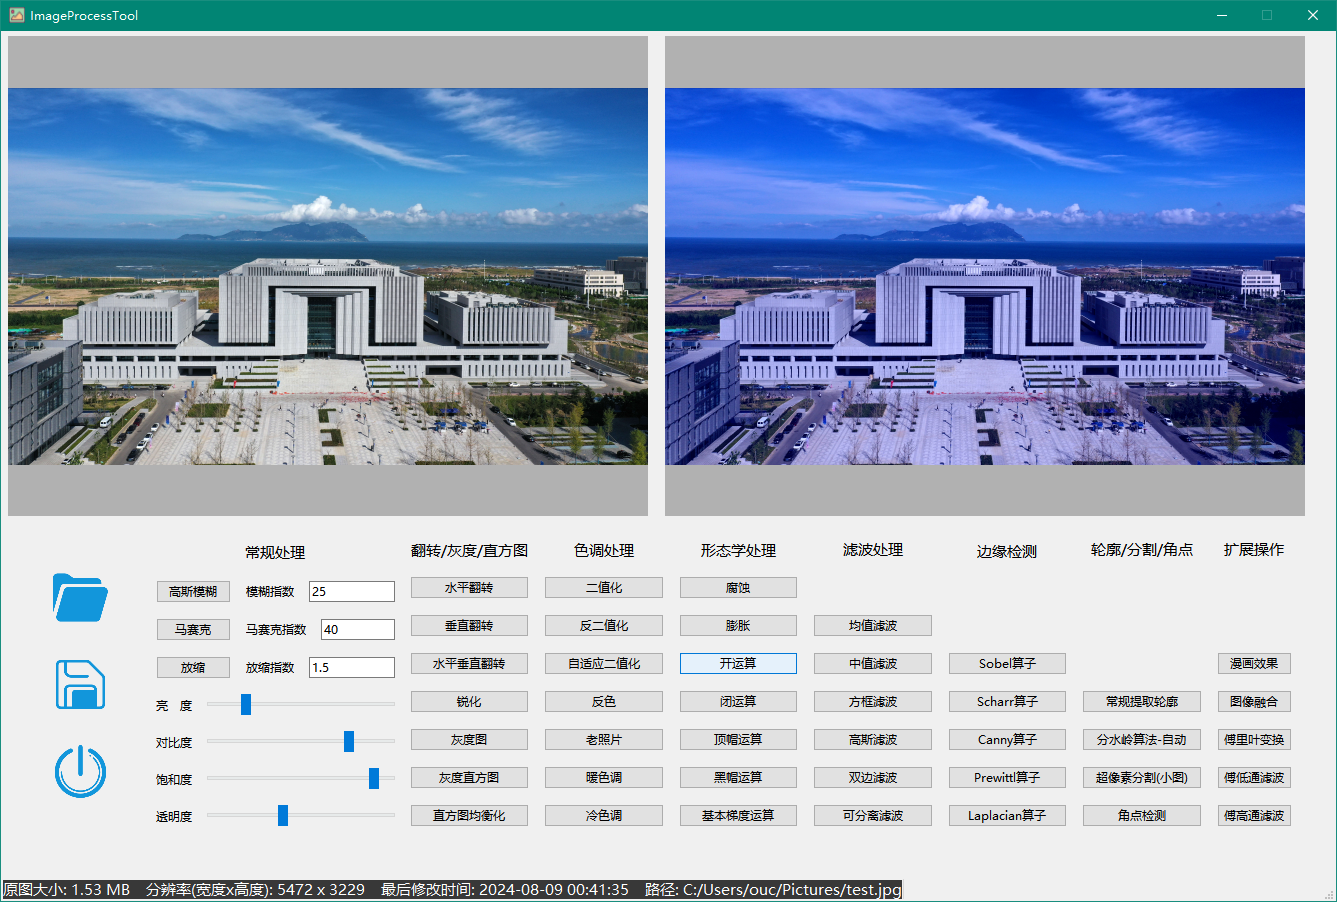 ImageProcessTool
常规处理 翻转/灰度/直方图 色调处理 形态学处理 滤波处理 边缘检测 轮廓/分割/角点 扩展操作
高斯模糊 模糊指数 25 水平翻转 二值化 腐蚀
马赛克 马赛克指数 40 垂直翻转 反二值化 膨胀 均值滤波
放缩 放缩指数 1.5 水平垂直翻转 自适应二值化 开运算 中值滤波 Sobel算子 漫画效果
亮 度 锐化 反色 闭运算 方框滤波 Scharr算子 常规提取轮廓 图像融合
对比度 灰度图 老照片 顶帽运算 高斯滤波 Canny算子 分水岭算法-自动 傅里叶变换
饱和度 灰度直方图 暖色调 黑帽运算 双边滤波 Prewittl算子 超像素分割(小图) 傅低通滤波
透明度 直方图均衡化 冷色调 基本梯度运算 可分离滤波 Laplacian算子 角点检测 傅高通滤波
原图大小: 1.53 MB 分辨率(宽度x高度): 5472 x 3229 最后修改时间: 2024-08-09 00:41:35 路径: C:/Users/ouc/Pictures/test.jpg